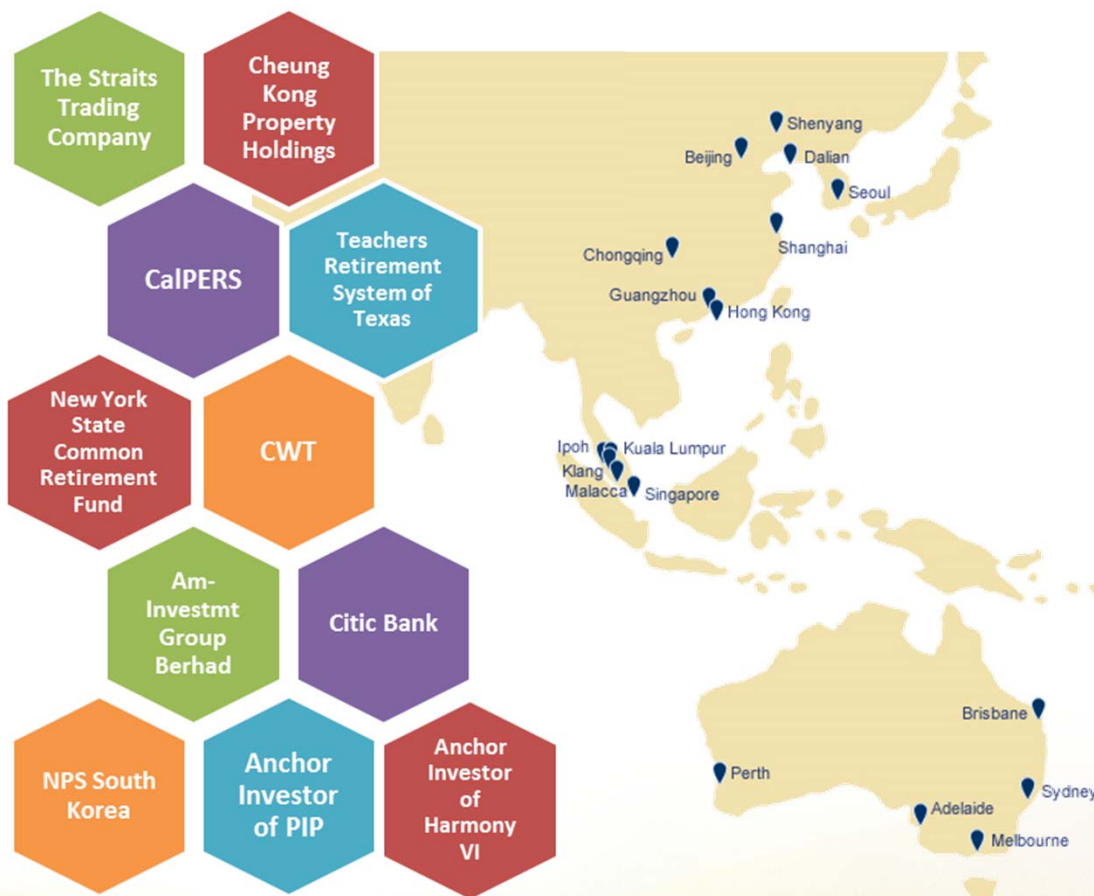 The Straits
Trading
Company
Cheung
Kong
Property
Holdings
CalPERS
Teachers
Retirement
System of
Texas
New York
State
Common
Retirement
Fund
CWT
Am-
Investmt
Group
Berhad
Citic Bank
NPS South
Korea
Anchor
Investor
of PIP
Anchor
Investor
of
Harmony
VI
Shenyang
Beijing
Dalian
Seoul
Shanghai
Chongqing
Guangzhou
Hong Kong
Ipoh
Kuala Lumpur
Klang
Malacca
Singapore
Brisbane
Perth
Sydney
Adelaide
Melbourne